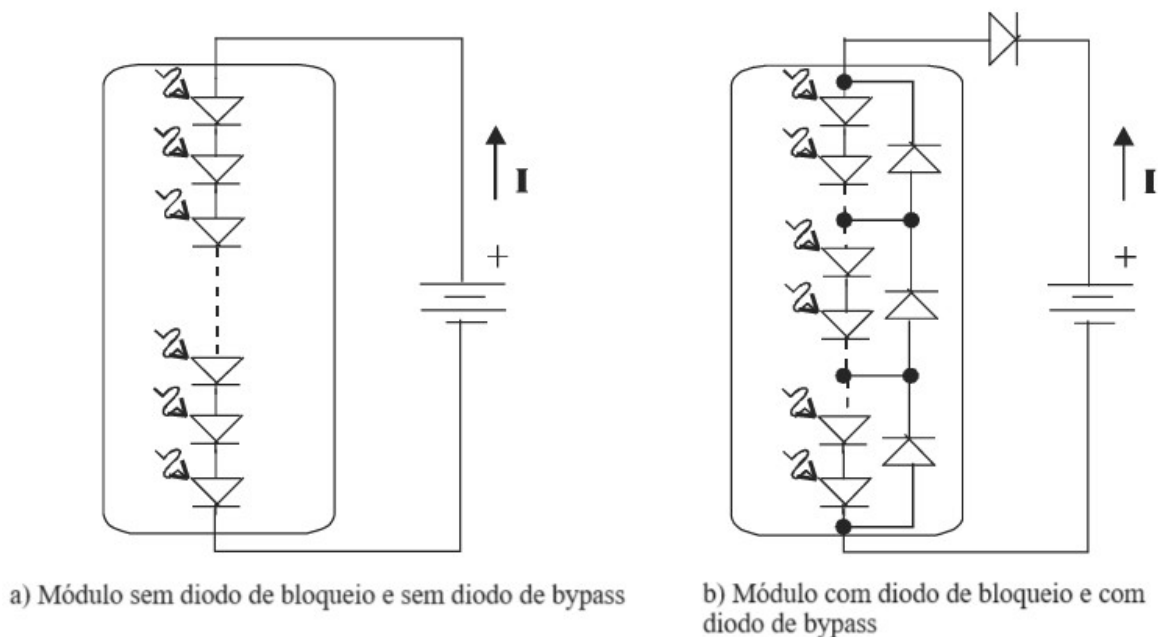 I
+
I
+
a) Módulo sem diodo de bloqueio e sem diodo de bypass
b) Módulo com diodo de bloqueio e com
diodo de bypass